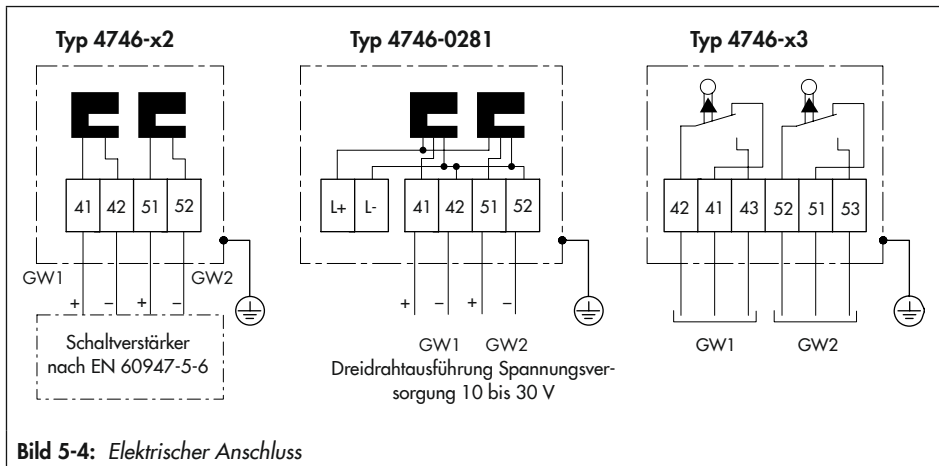 Typ 4746-x2
Typ 4746-0281
Typ 4746-x3
41 42 51 52
L+ L- 41 42 51 52
42 41 43 52 51 53
GW1 GW2
+ – + –
+ – + –
Schaltverstärker
nach EN 60947-5-6
GW1 GW2
Dreidrahtausführung Spannungsver-
sorgung 10 bis 30 V
GW1 GW2
Bild 5-4: Elektrischer Anschluss